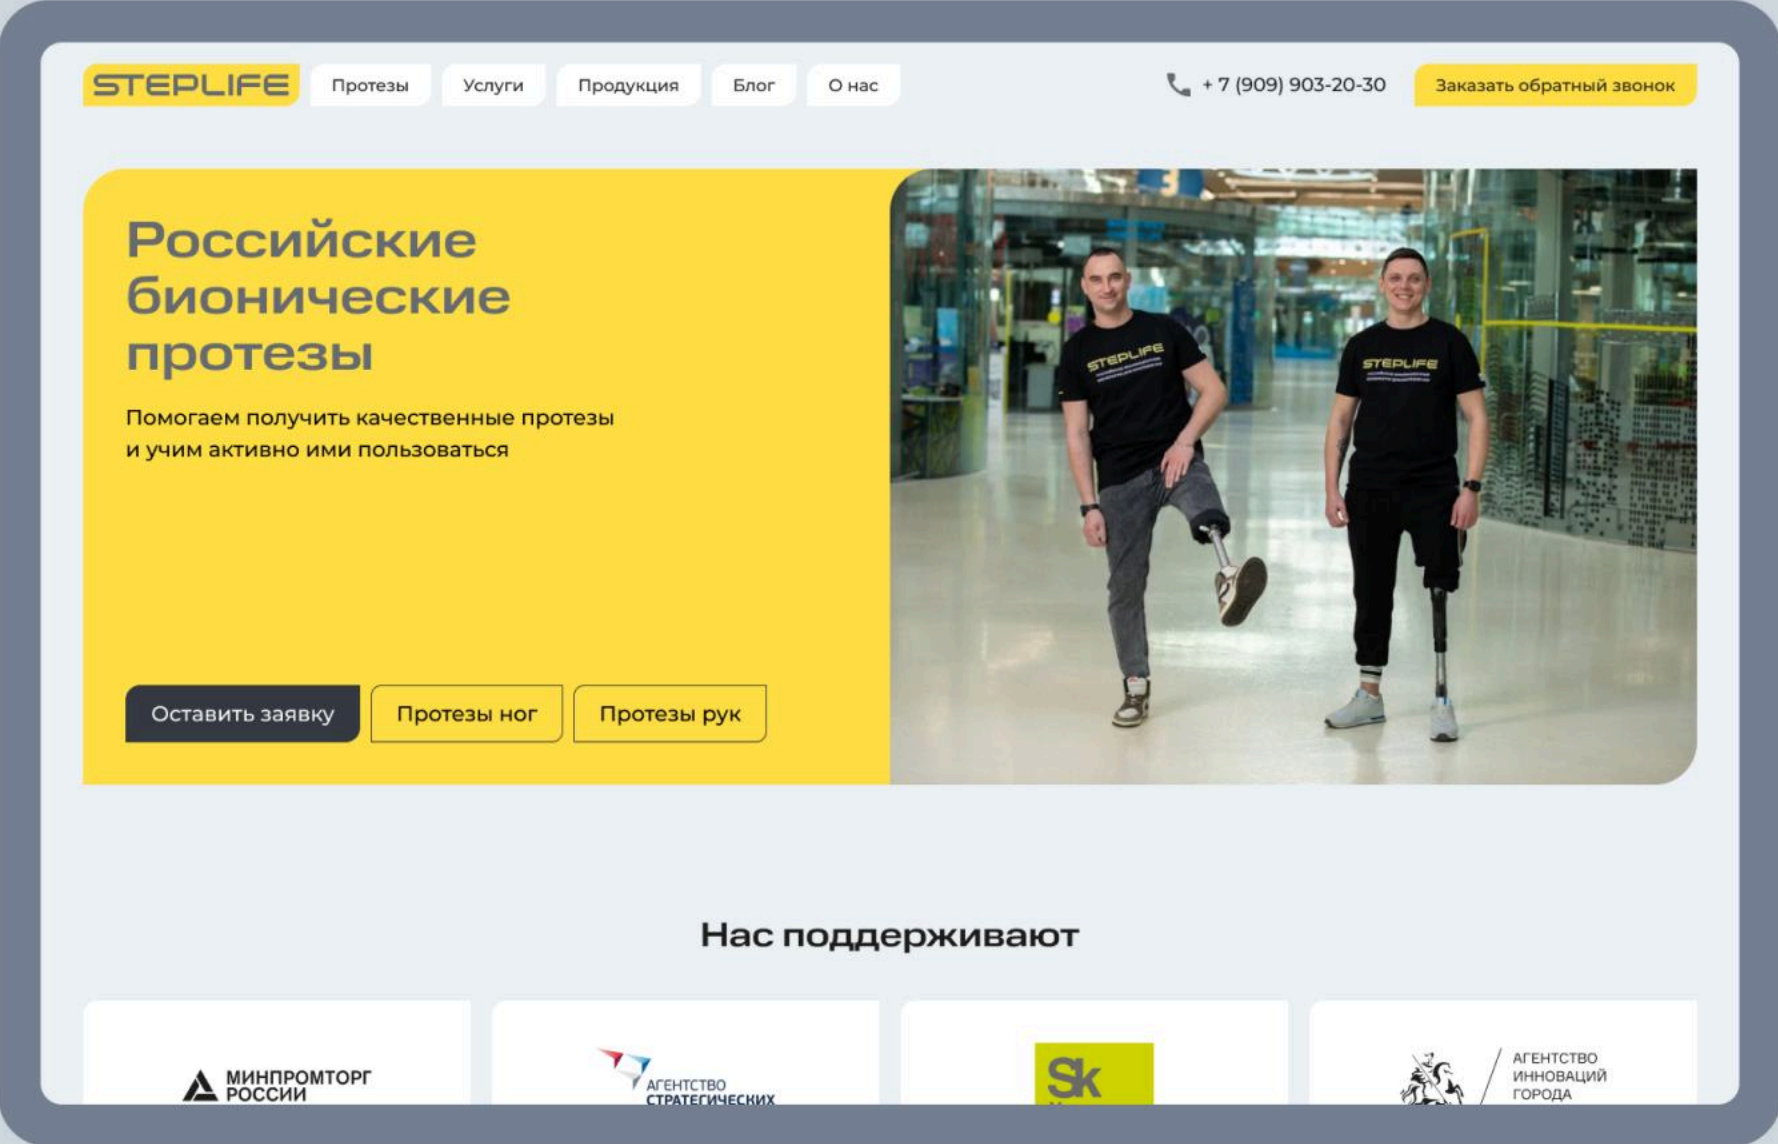 STEPLIFE
Протезы
Услуги
Продукция
Блог
О нас
+ 7 (909) 903-20-30
Заказать обратный звонок
Российские
бионические
протезы
Помогаем получить качественные протезы
и учим активно ими пользоваться
Оставить заявку
Протезы ног
Протезы рук
3
STEPLIFE
STEPLIFE
Нас поддерживают
МИНПРОМТОРГ
РОССИИ
АГЕНТСТВО
СТРАТЕГИЧЕСКИХ
Sk
АГЕНТСТВО
ИННОВАЦИЙ
ГОРОДА